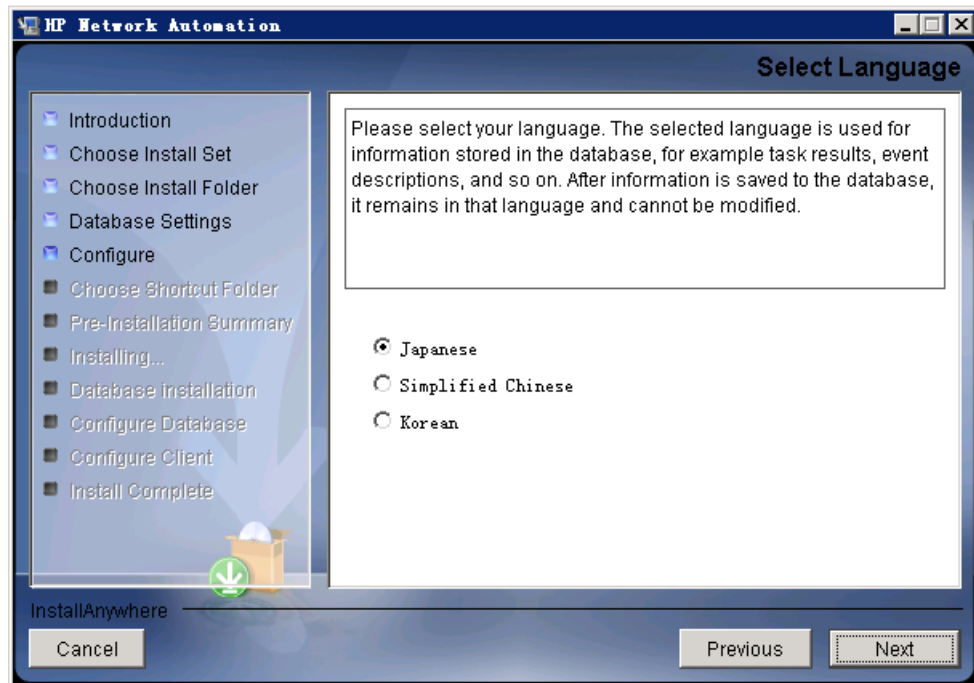 HP Network Automation
Select Language
Introduction
Choose Install Set
Choose Install Folder
Database Settings
Configure
Choose Shortcut Folder
Pre-Installation Summary
Installing...
Database installation
Configure Database
Configure Client
Install Complete
Please select your language. The selected language is used for
information stored in the database, for example task results, event
descriptions, and so on. After information is saved to the database,
it remains in that language and cannot be modified.
Japanese
Simplified Chinese
Korean
InstallAnywhere
Cancel
Previous
Next